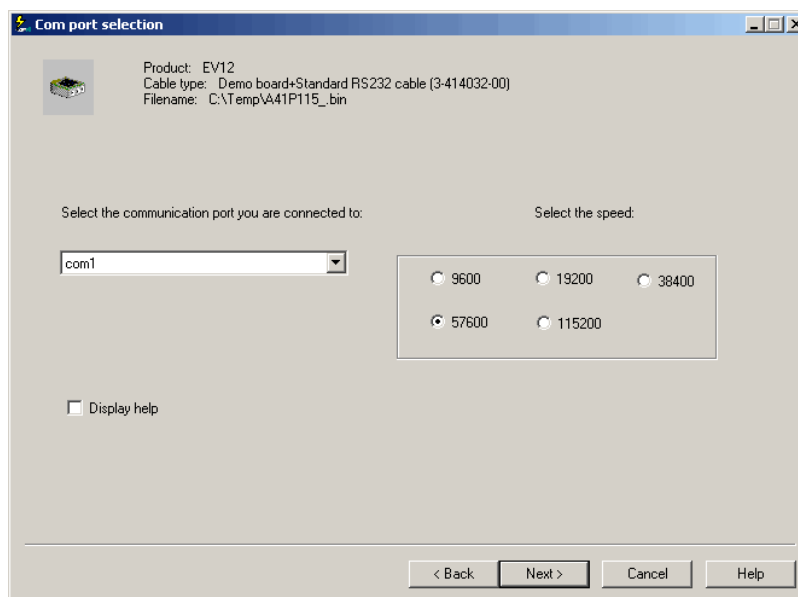 Com port selection
Product: EV12
Cable type: Demo board+Standard RS232 cable (3-414032-00)
Filename: C:\Temp\A41P115_.bin
Select the communication port you are connected to:
Select the speed:
com1
9600
19200
38400
57600
115200
Display help
< Back
Next >
Cancel
Help